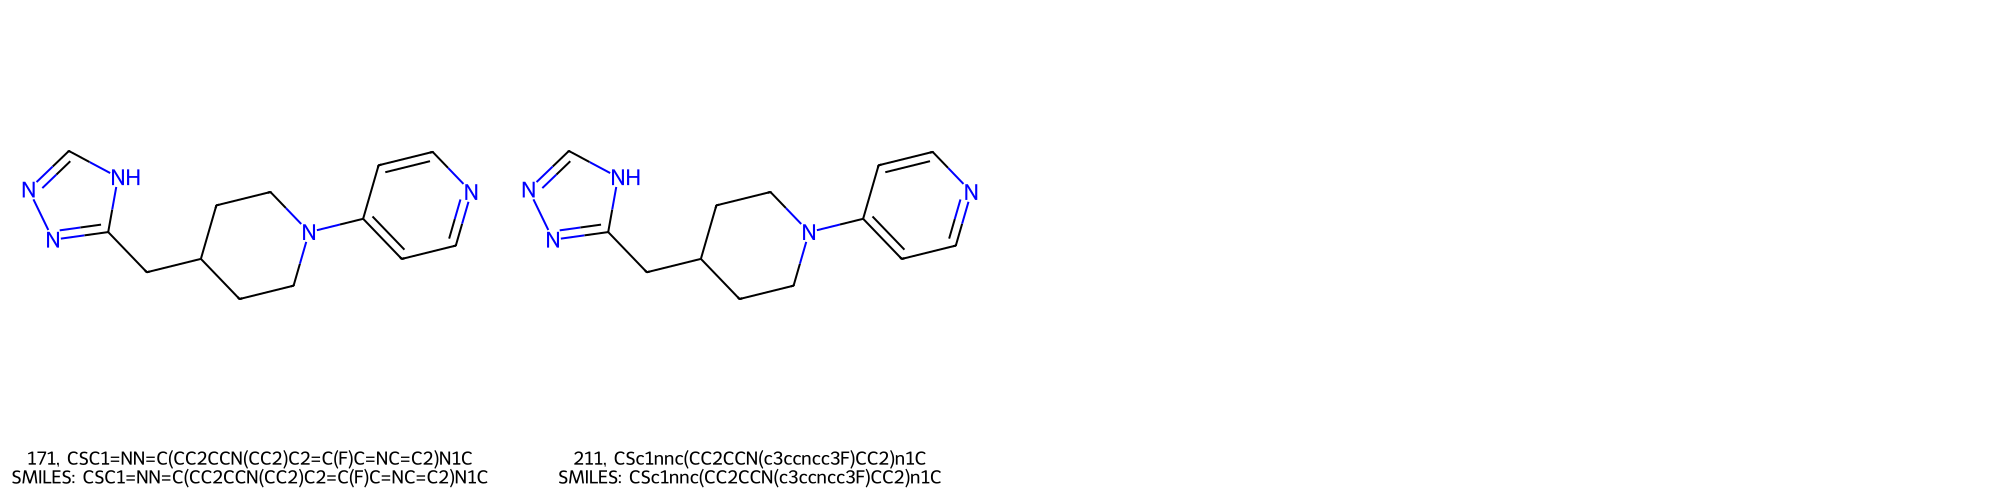 N
N
NH
N
N
N
N
NH
N
N
171, CSC1=NN=C(CC2CCN(CC2)C2=C(F)C=NC=C2)N1C
SMILES: CSC1=NN=C(CC2CCN(CC2)C2=C(F)C=NC=C2)N1C
211, CSc1nnc(CC2CCN(c3ccncc3F)CC2)n1C
SMILES: CSc1nnc(CC2CCN(c3ccncc3F)CC2)n1C